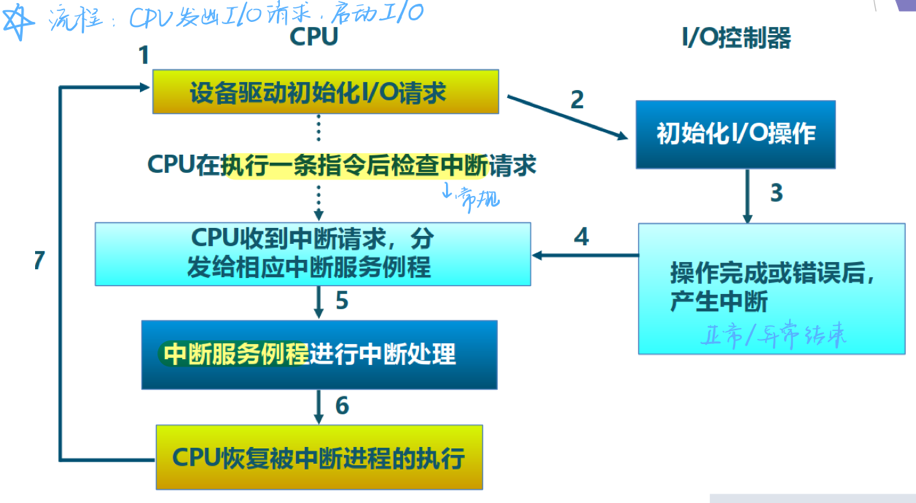 流程：CPU发出I/O请求，启动I/O
CPU
I/O控制器
1
设备驱动初始化I/O请求
2
初始化I/O操作
CPU在执行一条指令后检查中断请求
常规
3
CPU收到中断请求，分
发给相应中断服务例程
4
操作完成或错误后，
产生中断
正常/异常结束
7
5
中断服务例程进行中断处理
6
CPU恢复被中断进程的执行